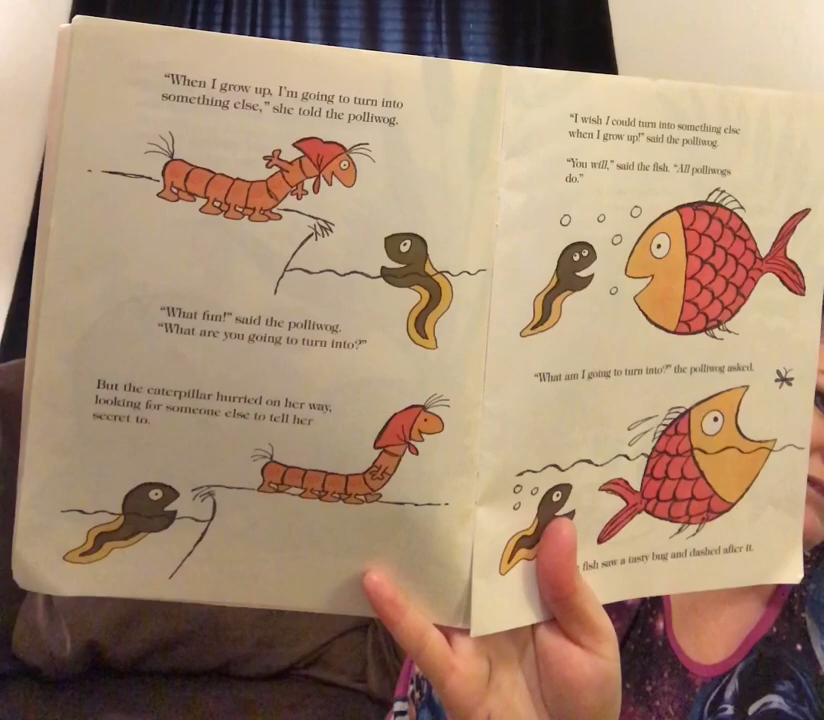 “When I grow up, I’m going to turn into
something else,” she told the polliwog.
“What fun!” said the polliwog.
“What are you going to turn into?”
But the caterpillar hurried on her way,
looking for someone else to tell her
secret to.
“I wish I could turn into something else
when I grow up!” said the polliwog.
“You will,” said the fish. “All polliwogs
do.”
“What am I going to turn into?” the polliwog asked.
fish saw a tasty bug and dashed after it.